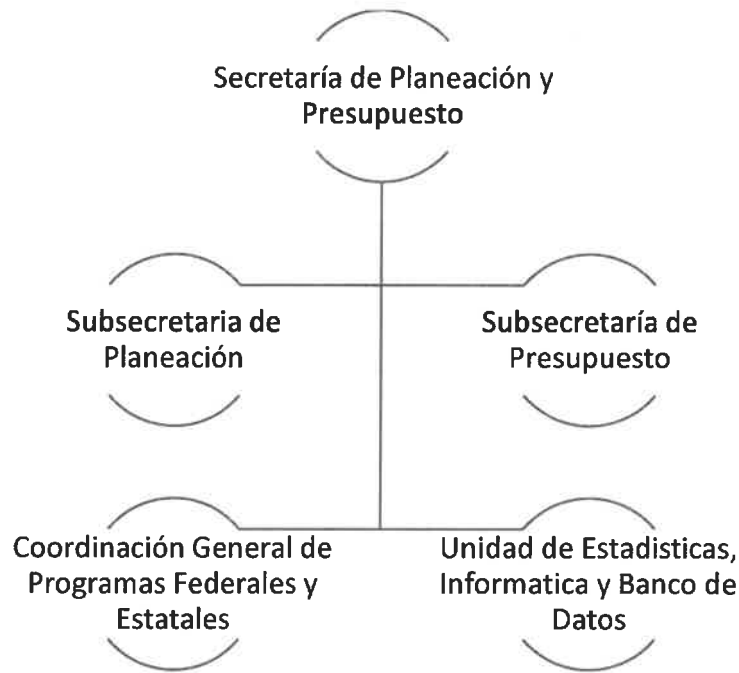 Secretaría de Planeación y
Presupuesto
Subsecretaria de
Planeación
Subsecretaría de
Presupuesto
Coordinación General de
Programas Federales y
Estatales
Unidad de Estadisticas,
Informatica y Banco de
Datos